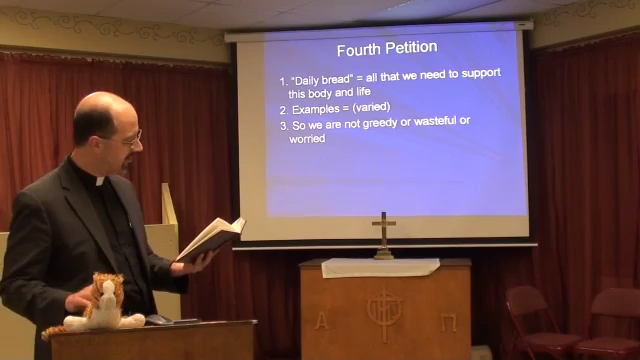 Fourth Petition
1. "Daily bread" = all that we need to support
this body and life
2. Examples = (varied)
3. So we are not greedy or wasteful or
worried
Α IHS Ω